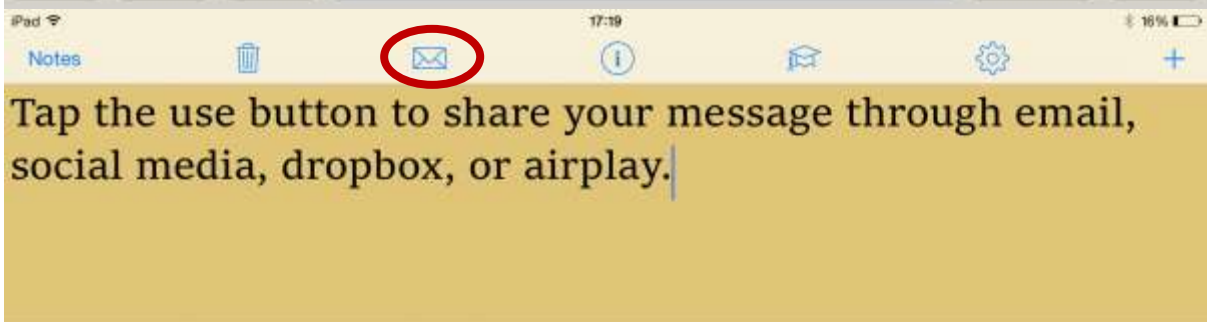 iPad 17:19 16%
Notes
Tap the use button to share your message through email,
social media, dropbox, or airplay.